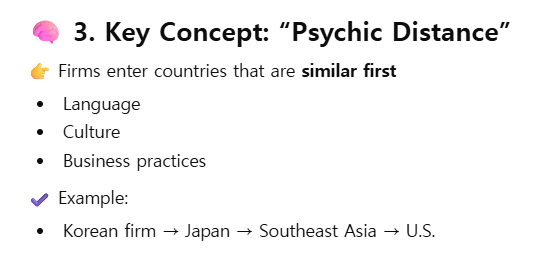 🧠 3. Key Concept: “Psychic Distance”
👉 Firms enter countries that are similar first
• Language
• Culture
• Business practices
✔ Example:
• Korean firm → Japan → Southeast Asia → U.S.